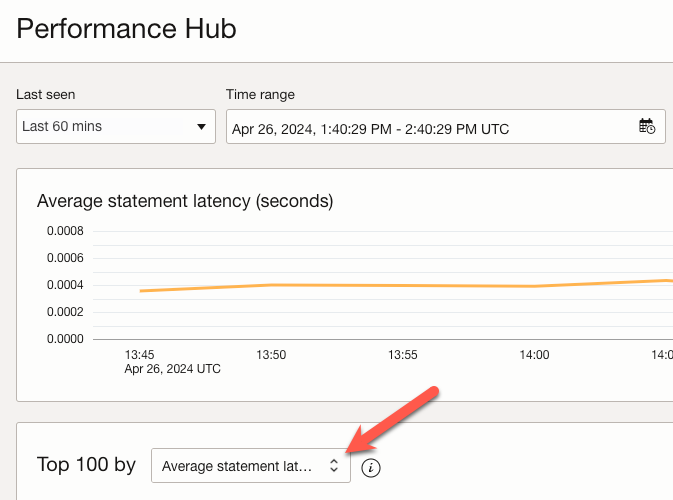 Performance Hub
Last seen
Time range
Last 60 mins
Apr 26, 2024, 1:40:29 PM - 2:40:29 PM UTC
Average statement latency (seconds)
0.0008
0.0006
0.0004
0.0002
0.0000
13:45 13:50 13:55 14:00 14:0
Apr 26, 2024 UTC
Top 100 by
Average statement lat...
i